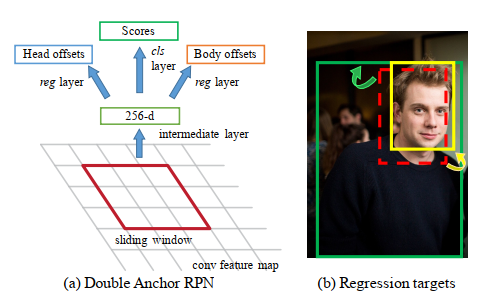 Scores
Head offsets
cls
layer
Body offsets
reg layer
reg layer
256-d
intermediate layer
sliding window
conv feature map
(a) Double Anchor RPN
(b) Regression targets